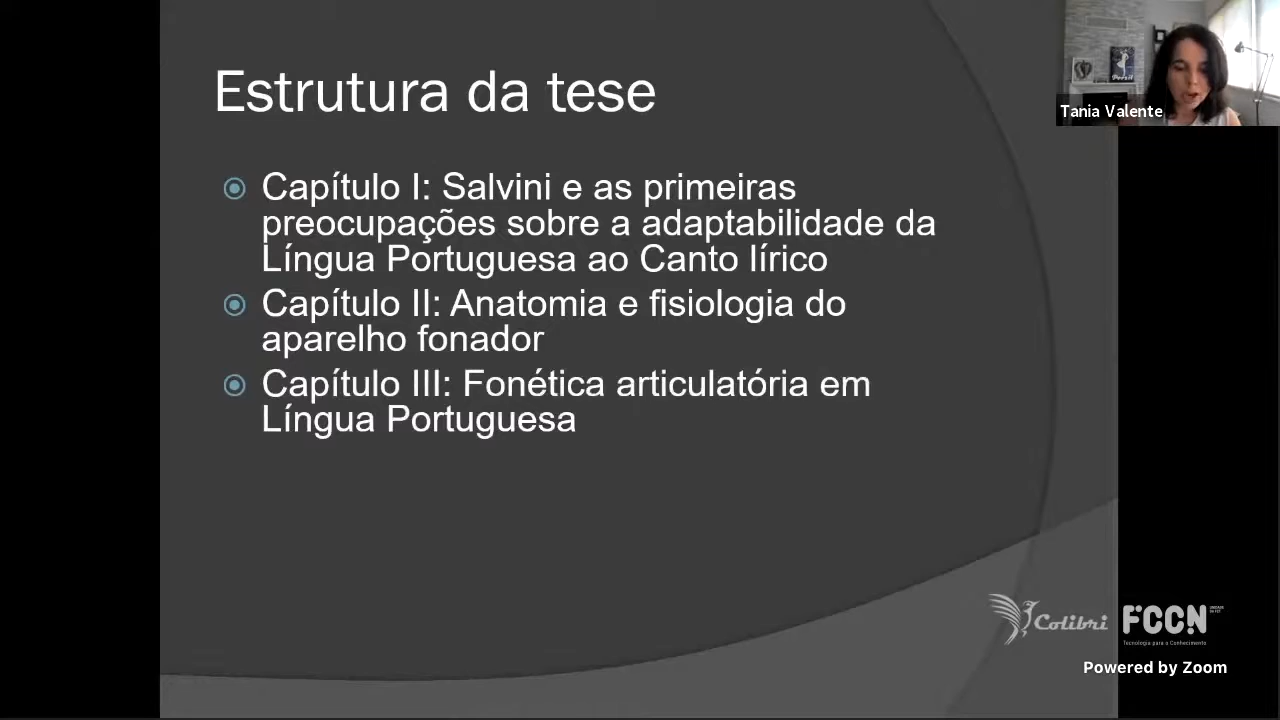 Estrutura da tese
Tania Valente
Capítulo I: Salvini e as primeiras
preocupações sobre a adaptabilidade da
Língua Portuguesa ao Canto lírico
Capítulo II: Anatomia e fisiologia do
aparelho fonador
Capítulo III: Fonética articulatória em
Língua Portuguesa
Colibri
FCCN
Tecnologia para o Conhecimento
Powered by Zoom